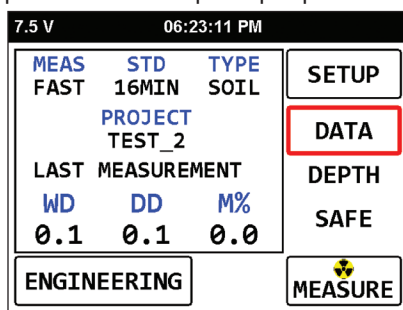 7.5 V 06:23:11 PM
MEAS STD TYPE
FAST 16MIN SOIL
PROJECT
TEST_2
LAST MEASUREMENT
WD DD M%
0.1 0.1 0.0
ENGINEERING
SETUP
DATA
DEPTH
SAFE
MEASURE